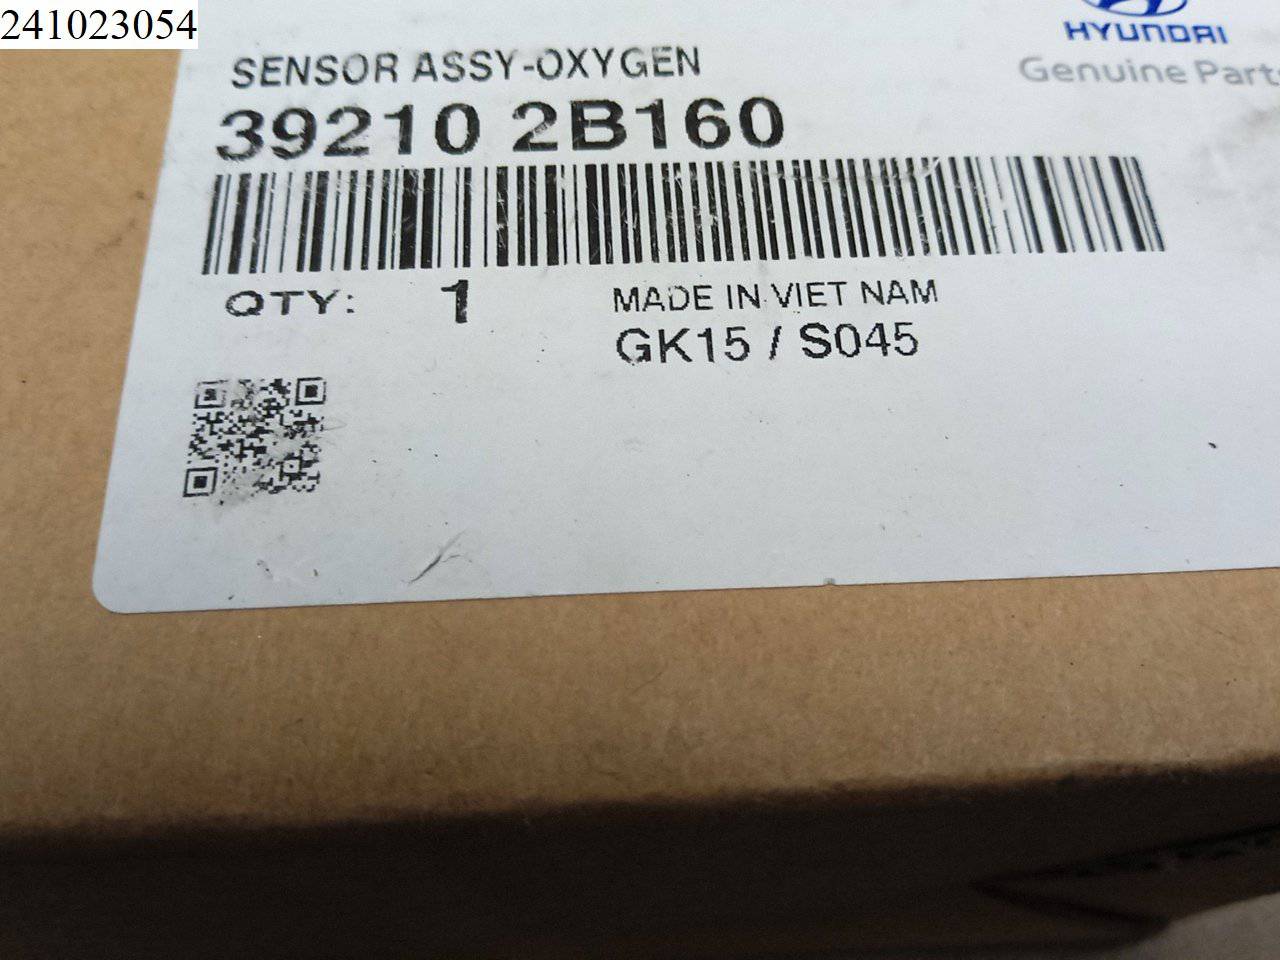 241023054
HYUNDAI
Genuine Parts
SENSOR ASSY-OXYGEN
39210 2B160
QTY: 1
MADE IN VIET NAM
GK15 / S045